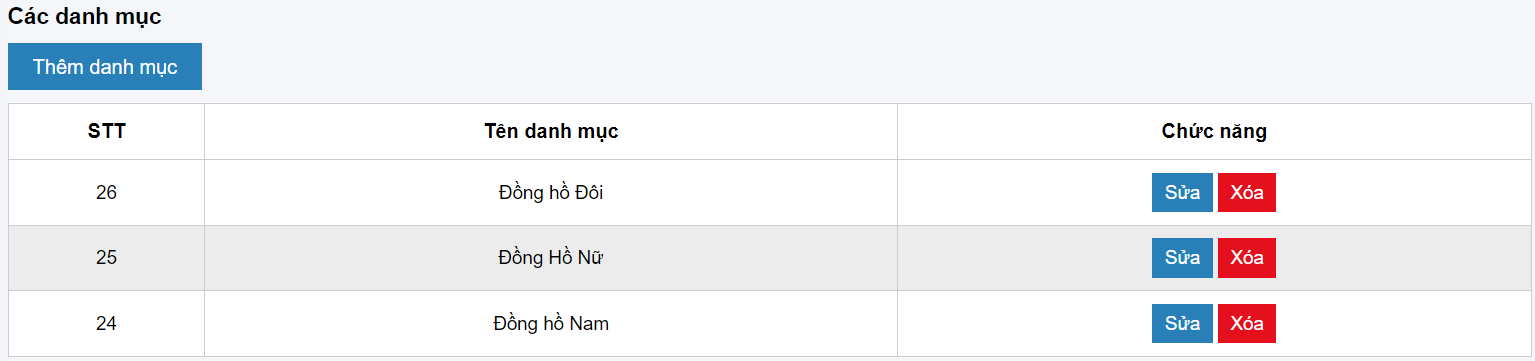 Các danh mục
Thêm danh mục
STT Tên danh mục Chức năng
26 Đồng hồ Đôi Sửa Xóa
25 Đồng Hồ Nữ Sửa Xóa
24 Đồng hồ Nam Sửa Xóa